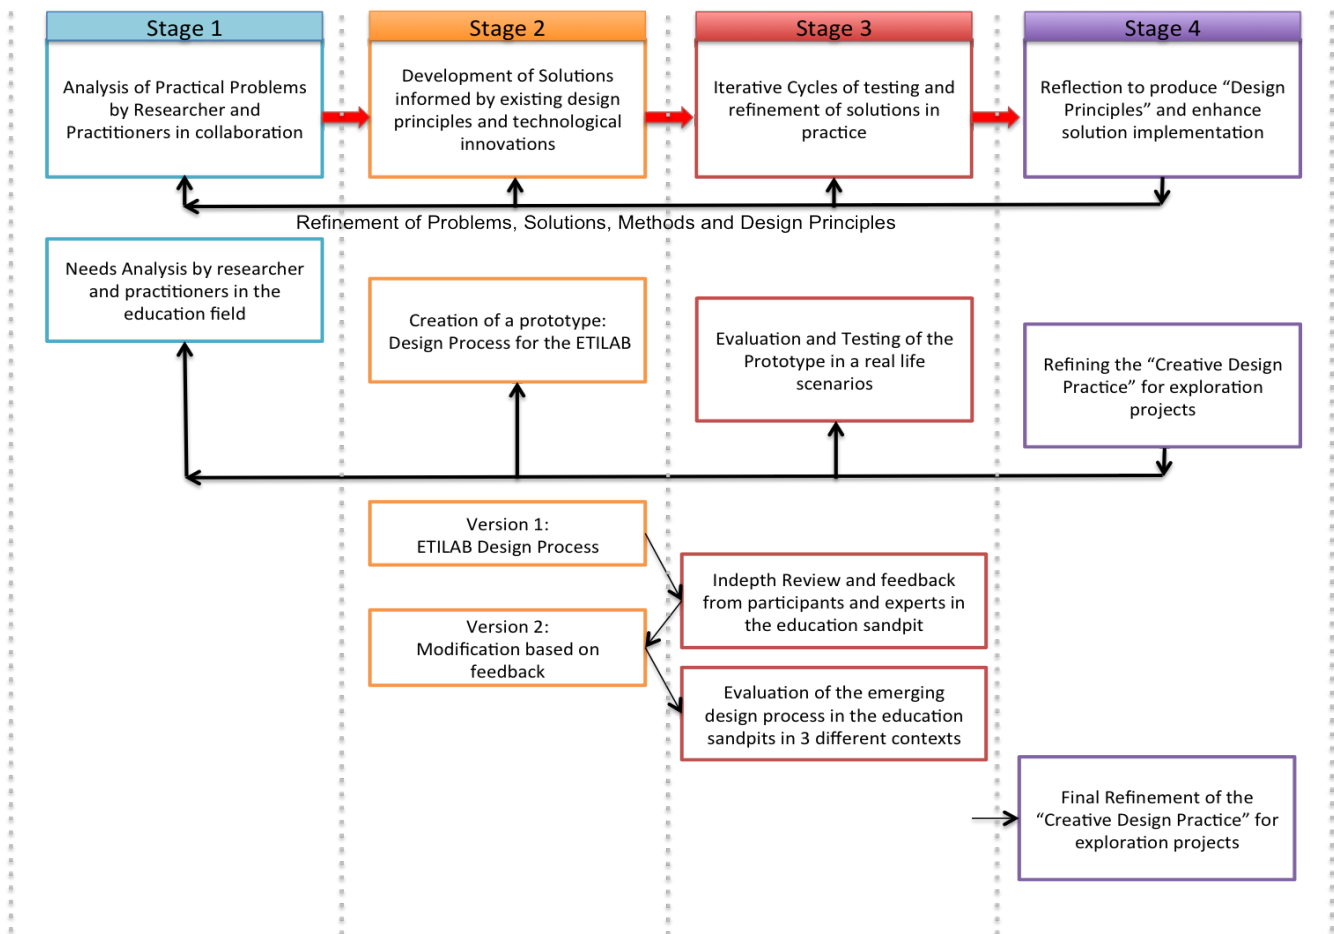 Stage 1
Analysis of Practical Problems
by Researcher and
Practitioners in collaboration
Stage 2
Development of Solutions
informed by existing design
principles and technological
innovations
Stage 3
Iterative Cycles of testing and
refinement of solutions in
practice
Stage 4
Reflection to produce “Design
Principles” and enhance
solution implementation
Refinement of Problems, Solutions, Methods and Design Principles
Needs Analysis by researcher
and practitioners in the
education field
Creation of a prototype:
Design Process for the ETILAB
Evaluation and Testing of the
Prototype in a real life
scenarios
Refining the “Creative Design
Practice” for exploration
projects
Version 1:
ETILAB Design Process
Indepth Review and feedback
from participants and experts in
the education sandpit
Version 2:
Modification based on
feedback
Evaluation of the emerging
design process in the education
sandpits in 3 different contexts
Final Refinement of the
“Creative Design Practice” for
exploration projects